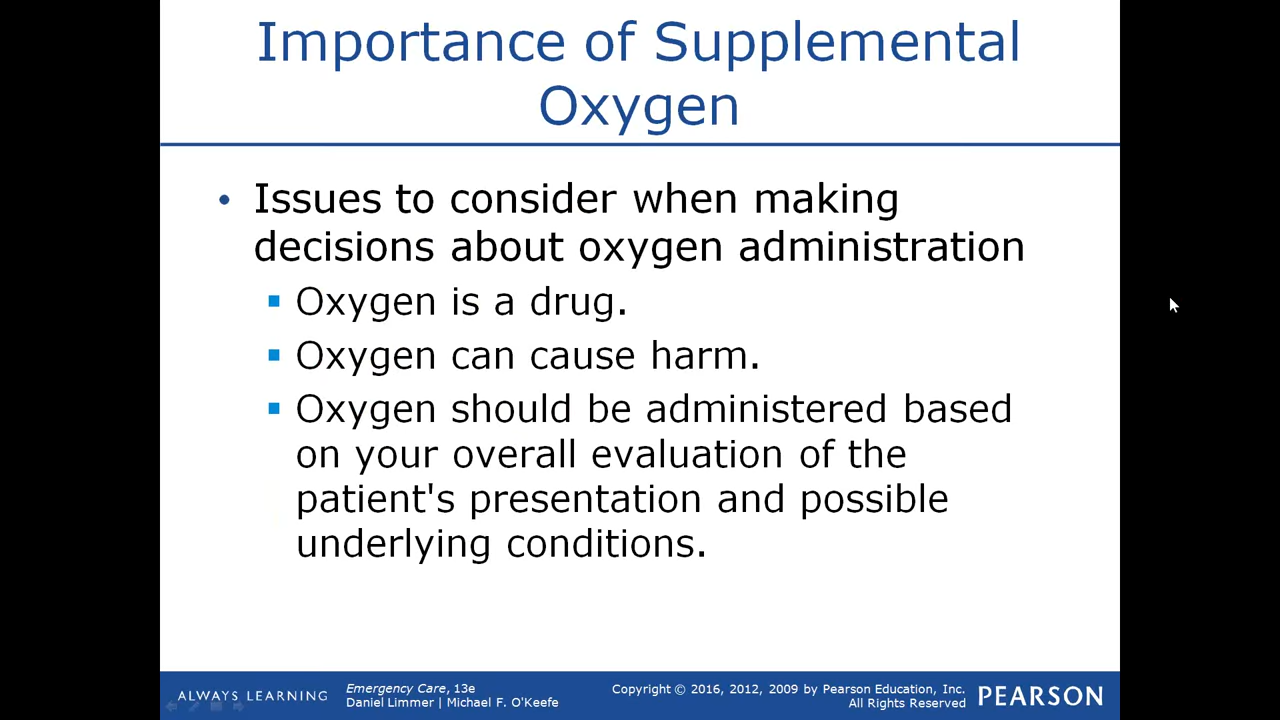 Importance of Supplemental
Oxygen
• Issues to consider when making
decisions about oxygen administration
▪ Oxygen is a drug.
▪ Oxygen can cause harm.
▪ Oxygen should be administered based
on your overall evaluation of the
patient's presentation and possible
underlying conditions.
ALWAYS LEARNING
Emergency Care, 13e
Daniel Limmer | Michael F. O'Keefe
Copyright © 2016, 2012, 2009 by Pearson Education, Inc.
All Rights Reserved
PEARSON